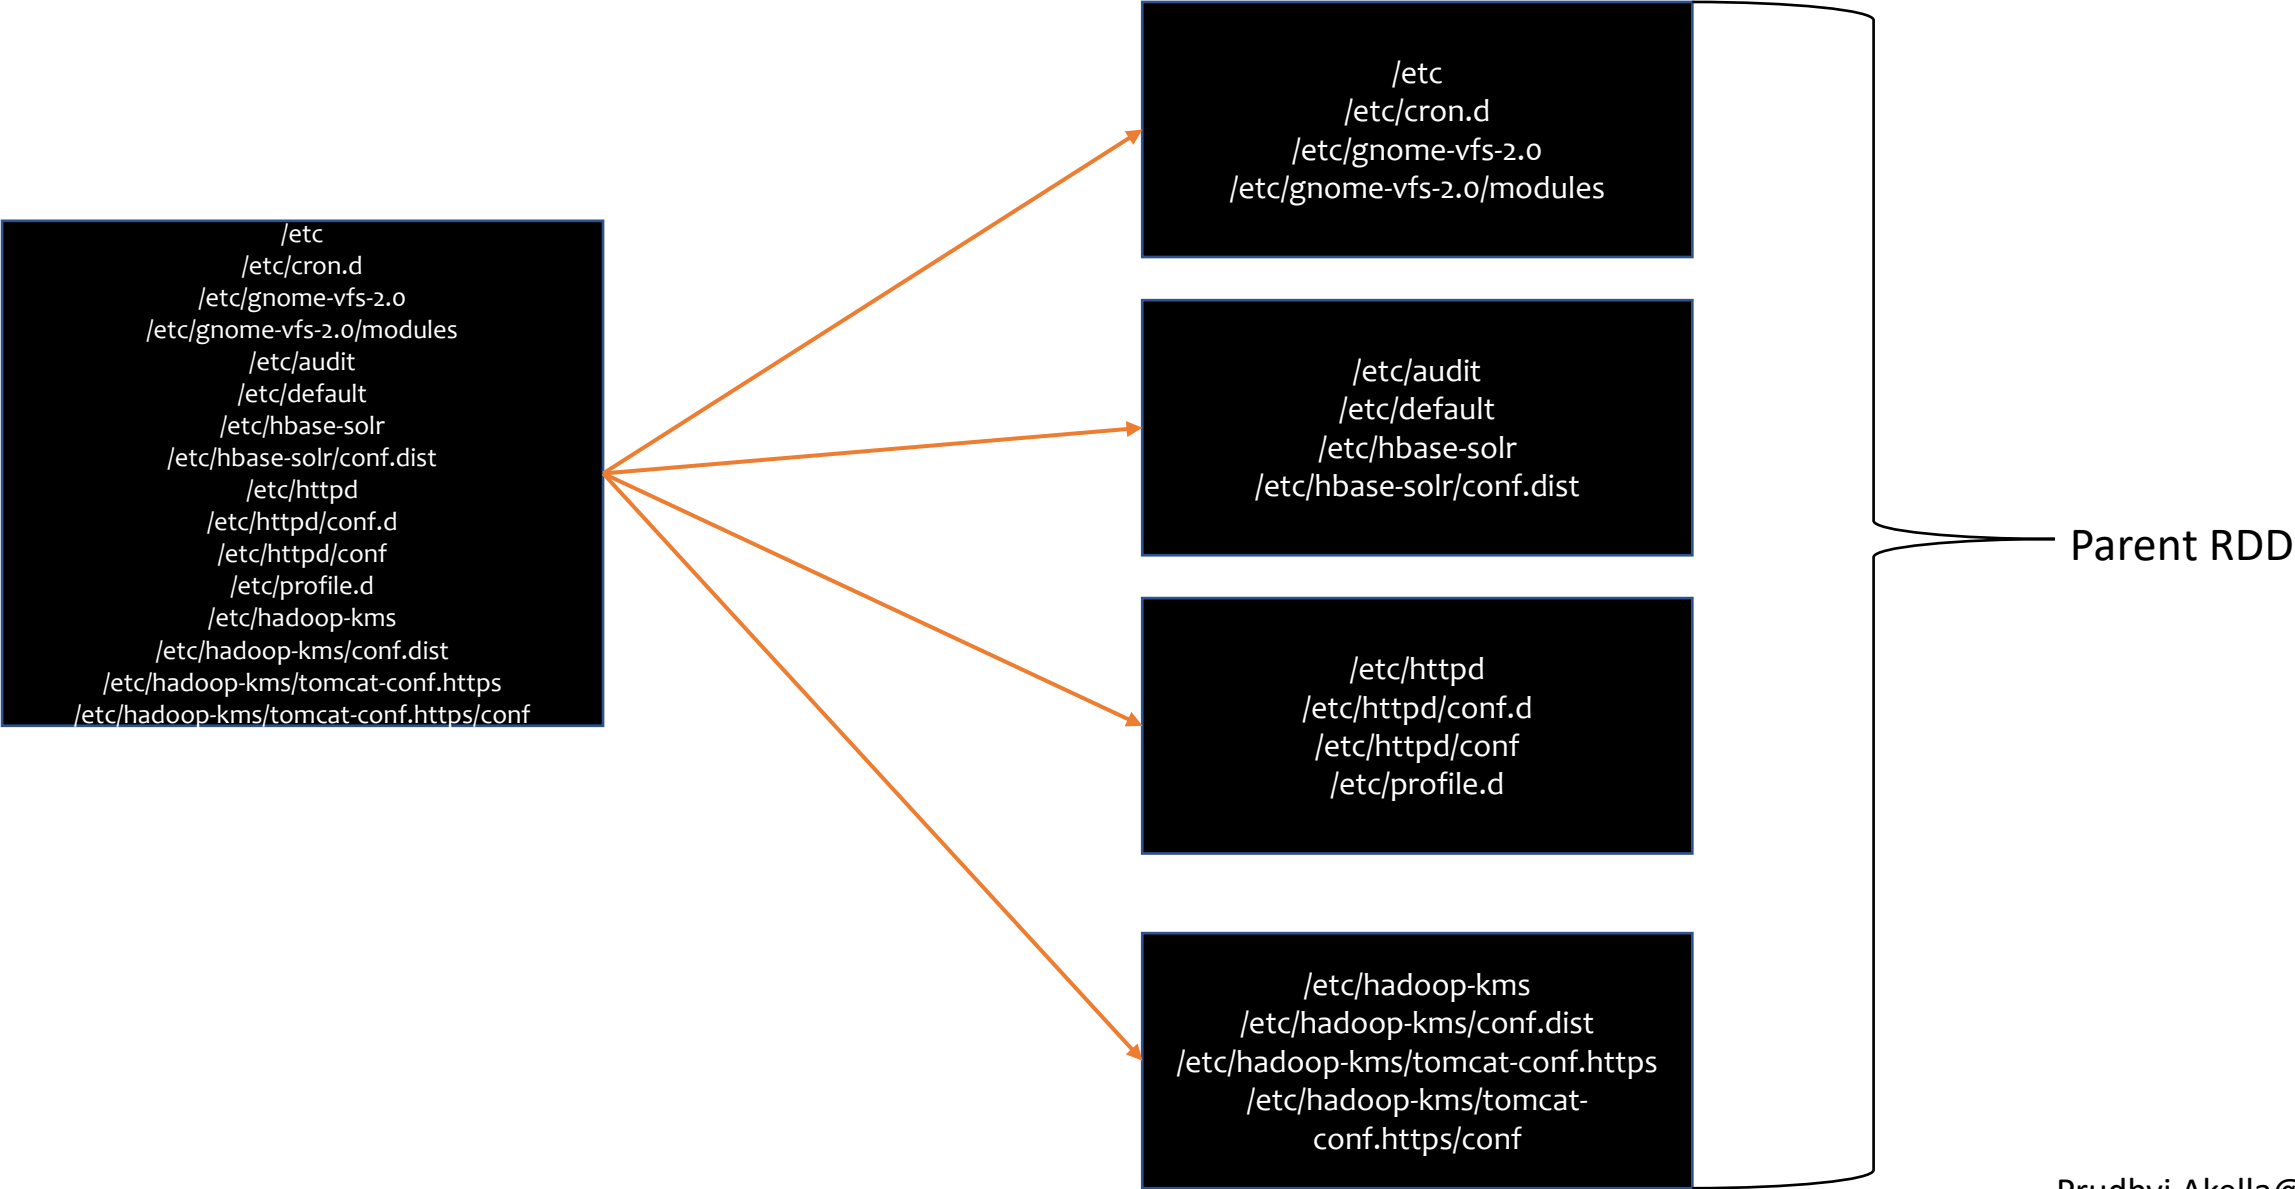 /etc
/etc/cron.d
/etc/gnome-vfs-2.0
/etc/gnome-vfs-2.0/modules
/etc/audit
/etc/default
/etc/hbase-solr
/etc/hbase-solr/conf.dist
/etc/httpd
/etc/httpd/conf.d
/etc/httpd/conf
/etc/profile.d
/etc/hadoop-kms
/etc/hadoop-kms/conf.dist
/etc/hadoop-kms/tomcat-conf.https
/etc/hadoop-kms/tomcat-conf.https/conf
/etc
/etc/cron.d
/etc/gnome-vfs-2.0
/etc/gnome-vfs-2.0/modules
/etc/audit
/etc/default
/etc/hbase-solr
/etc/hbase-solr/conf.dist
/etc/httpd
/etc/httpd/conf.d
/etc/httpd/conf
/etc/profile.d
/etc/hadoop-kms
/etc/hadoop-kms/conf.dist
/etc/hadoop-kms/tomcat-conf.https
/etc/hadoop-kms/tomcat-
conf.https/conf
Parent RDD
Prudhvi Akella@